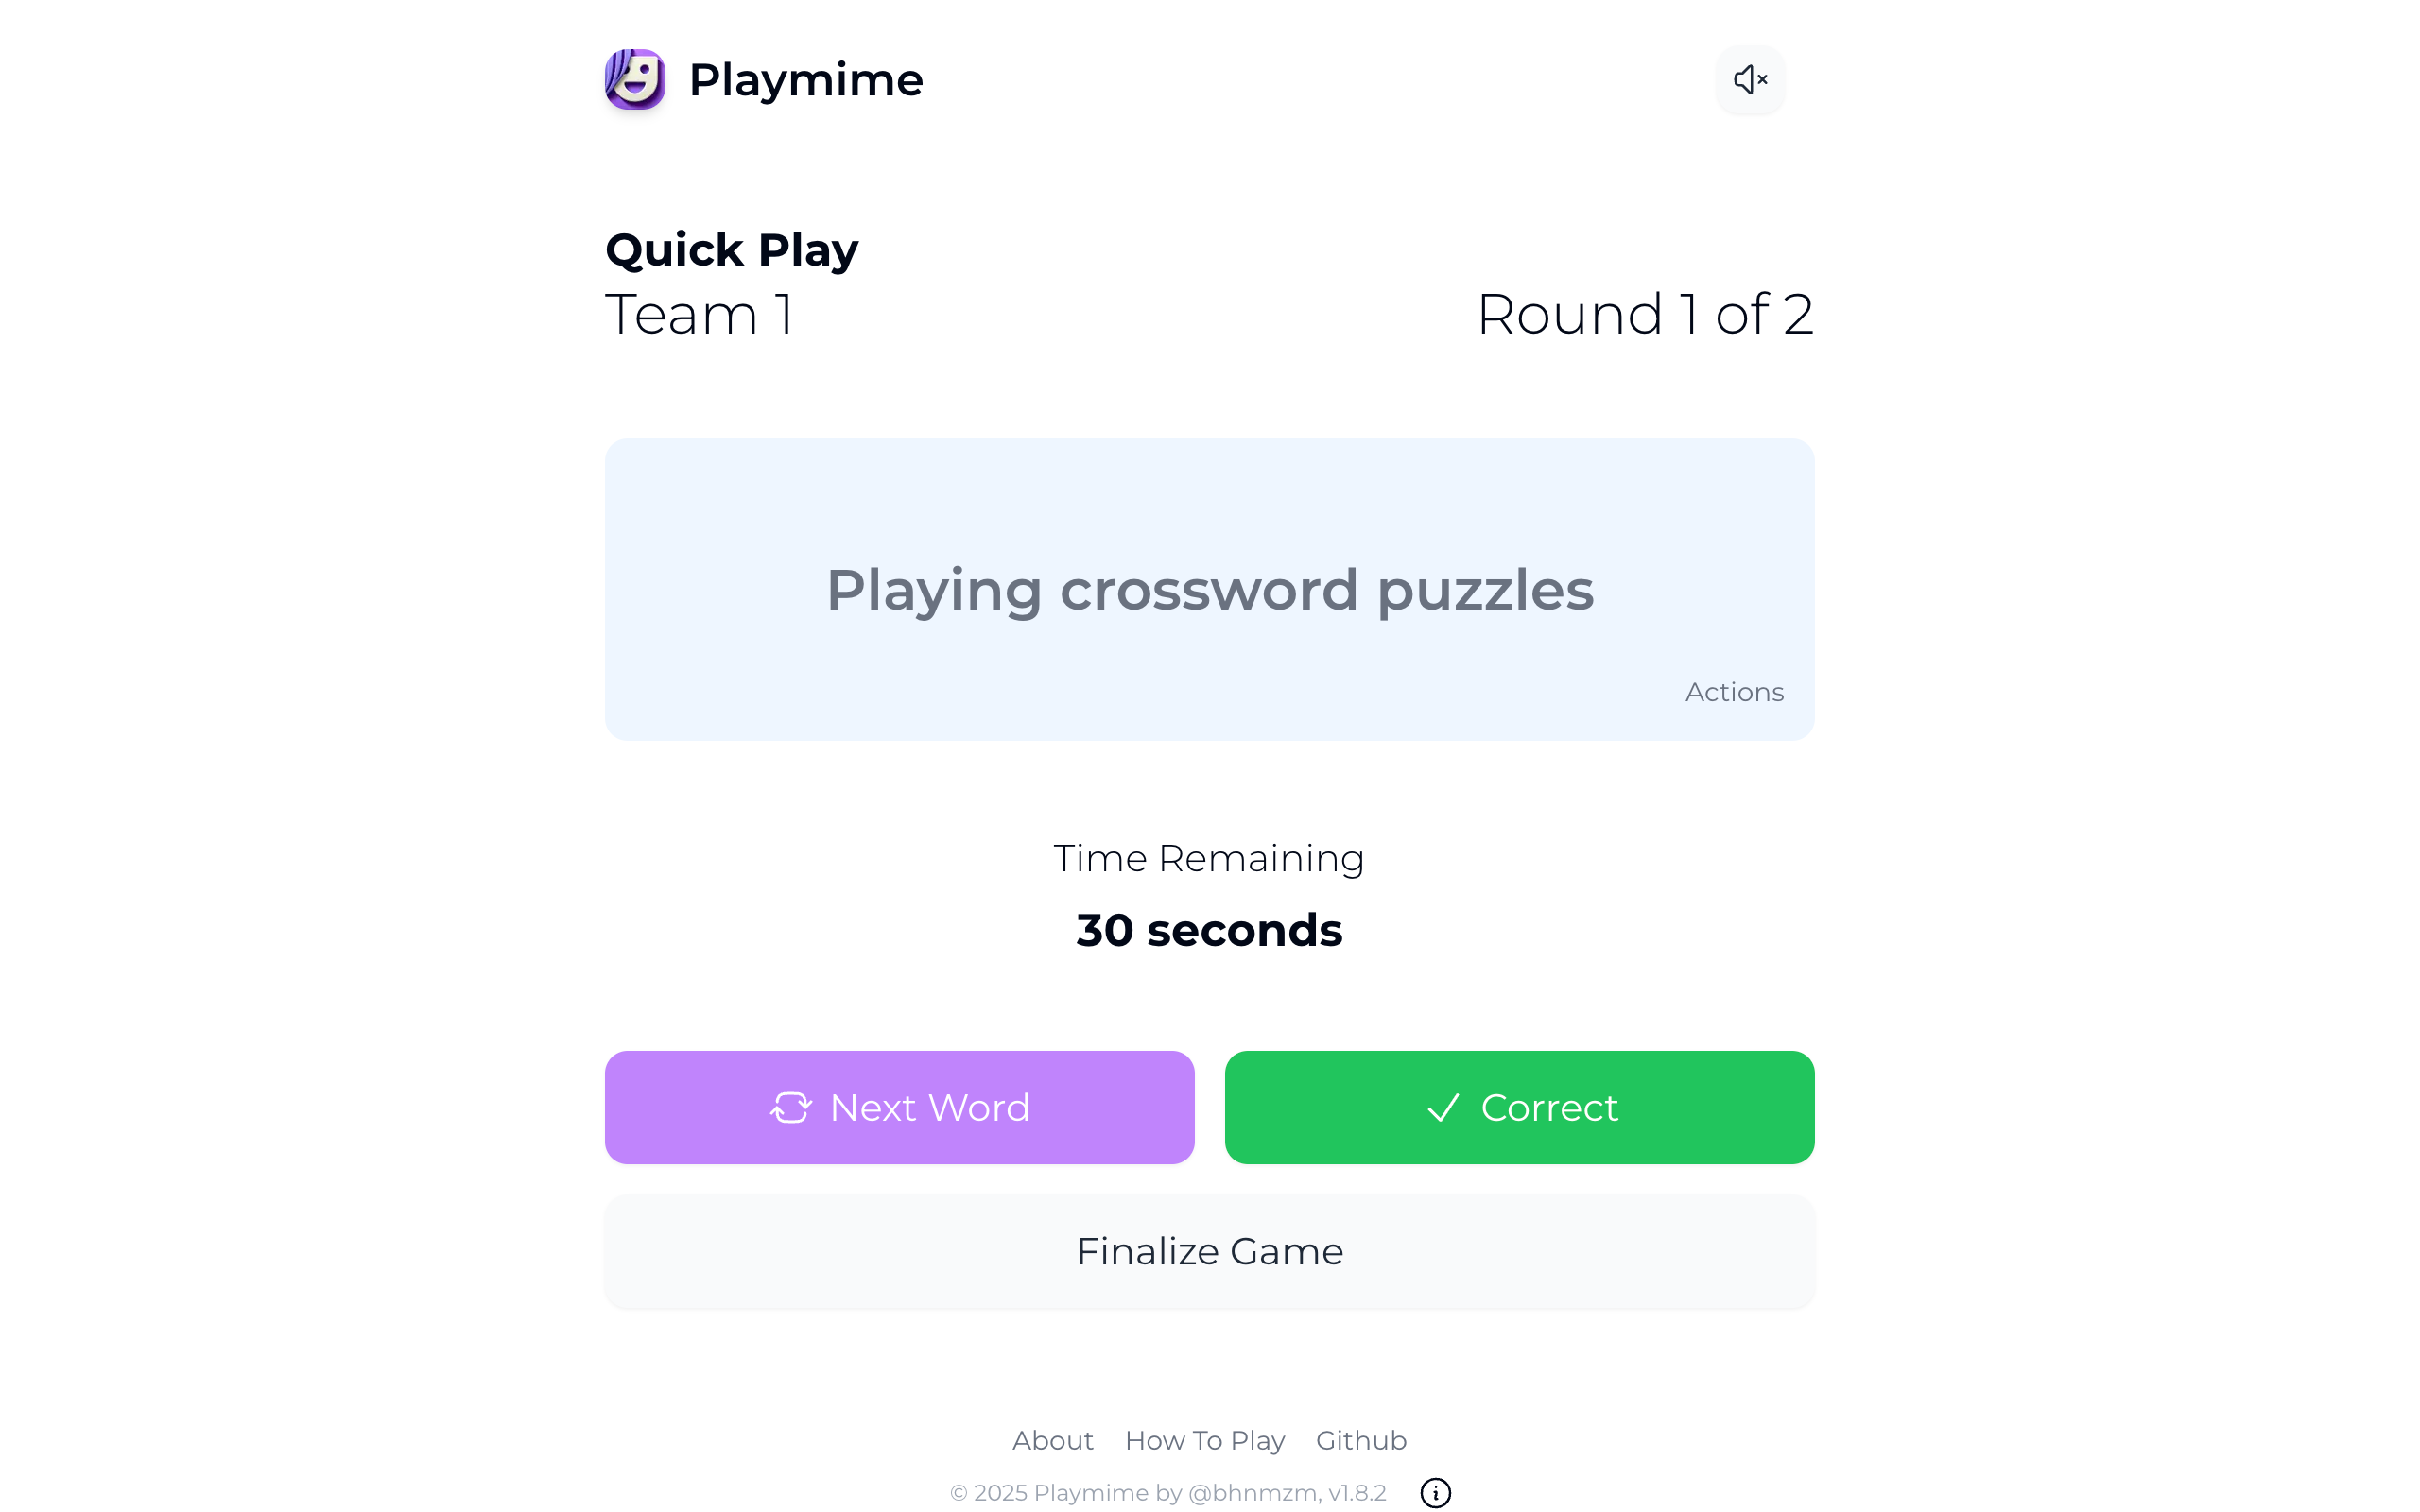 Playmime
Quick Play
Team 1
Round 1 of 2
Playing crossword puzzles
Actions
Time Remaining
30 seconds
Next Word
Correct
Finalize Game
About How To Play Github
© 2025 Playmime by @bhnmzm, v1.8.2